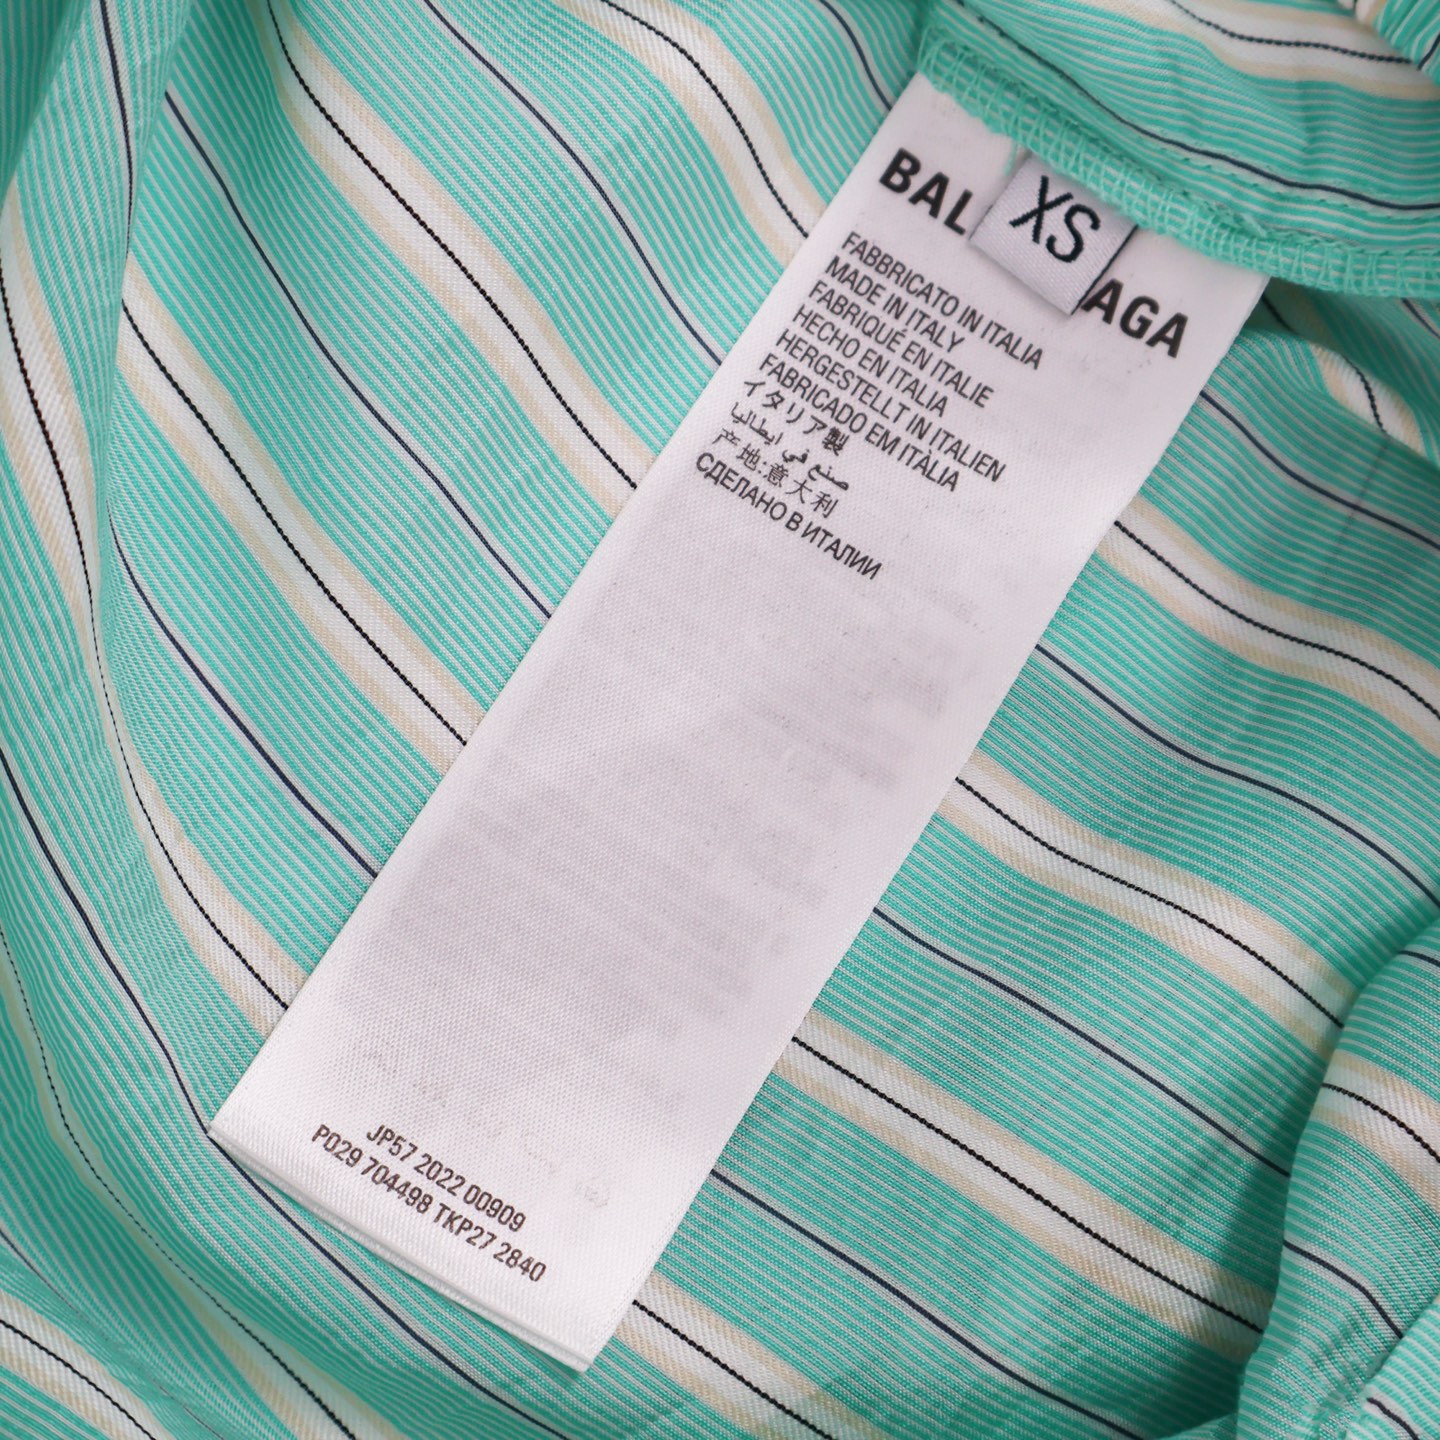 BAL AGA
XS
FABBRICATO IN ITALIA
MADE IN ITALY
FABRIQUÉ EN ITALIE
HECHO EN ITALIA
HERGESTELLT IN ITALIEN
FABRICADO EM ITÀLIA
イタリア製
صنع في ايطاليا
产地:意大利
СДЕЛАНО В ИТАЛИИ
JP57 2022 00909
P029 704498 TKP27 2840